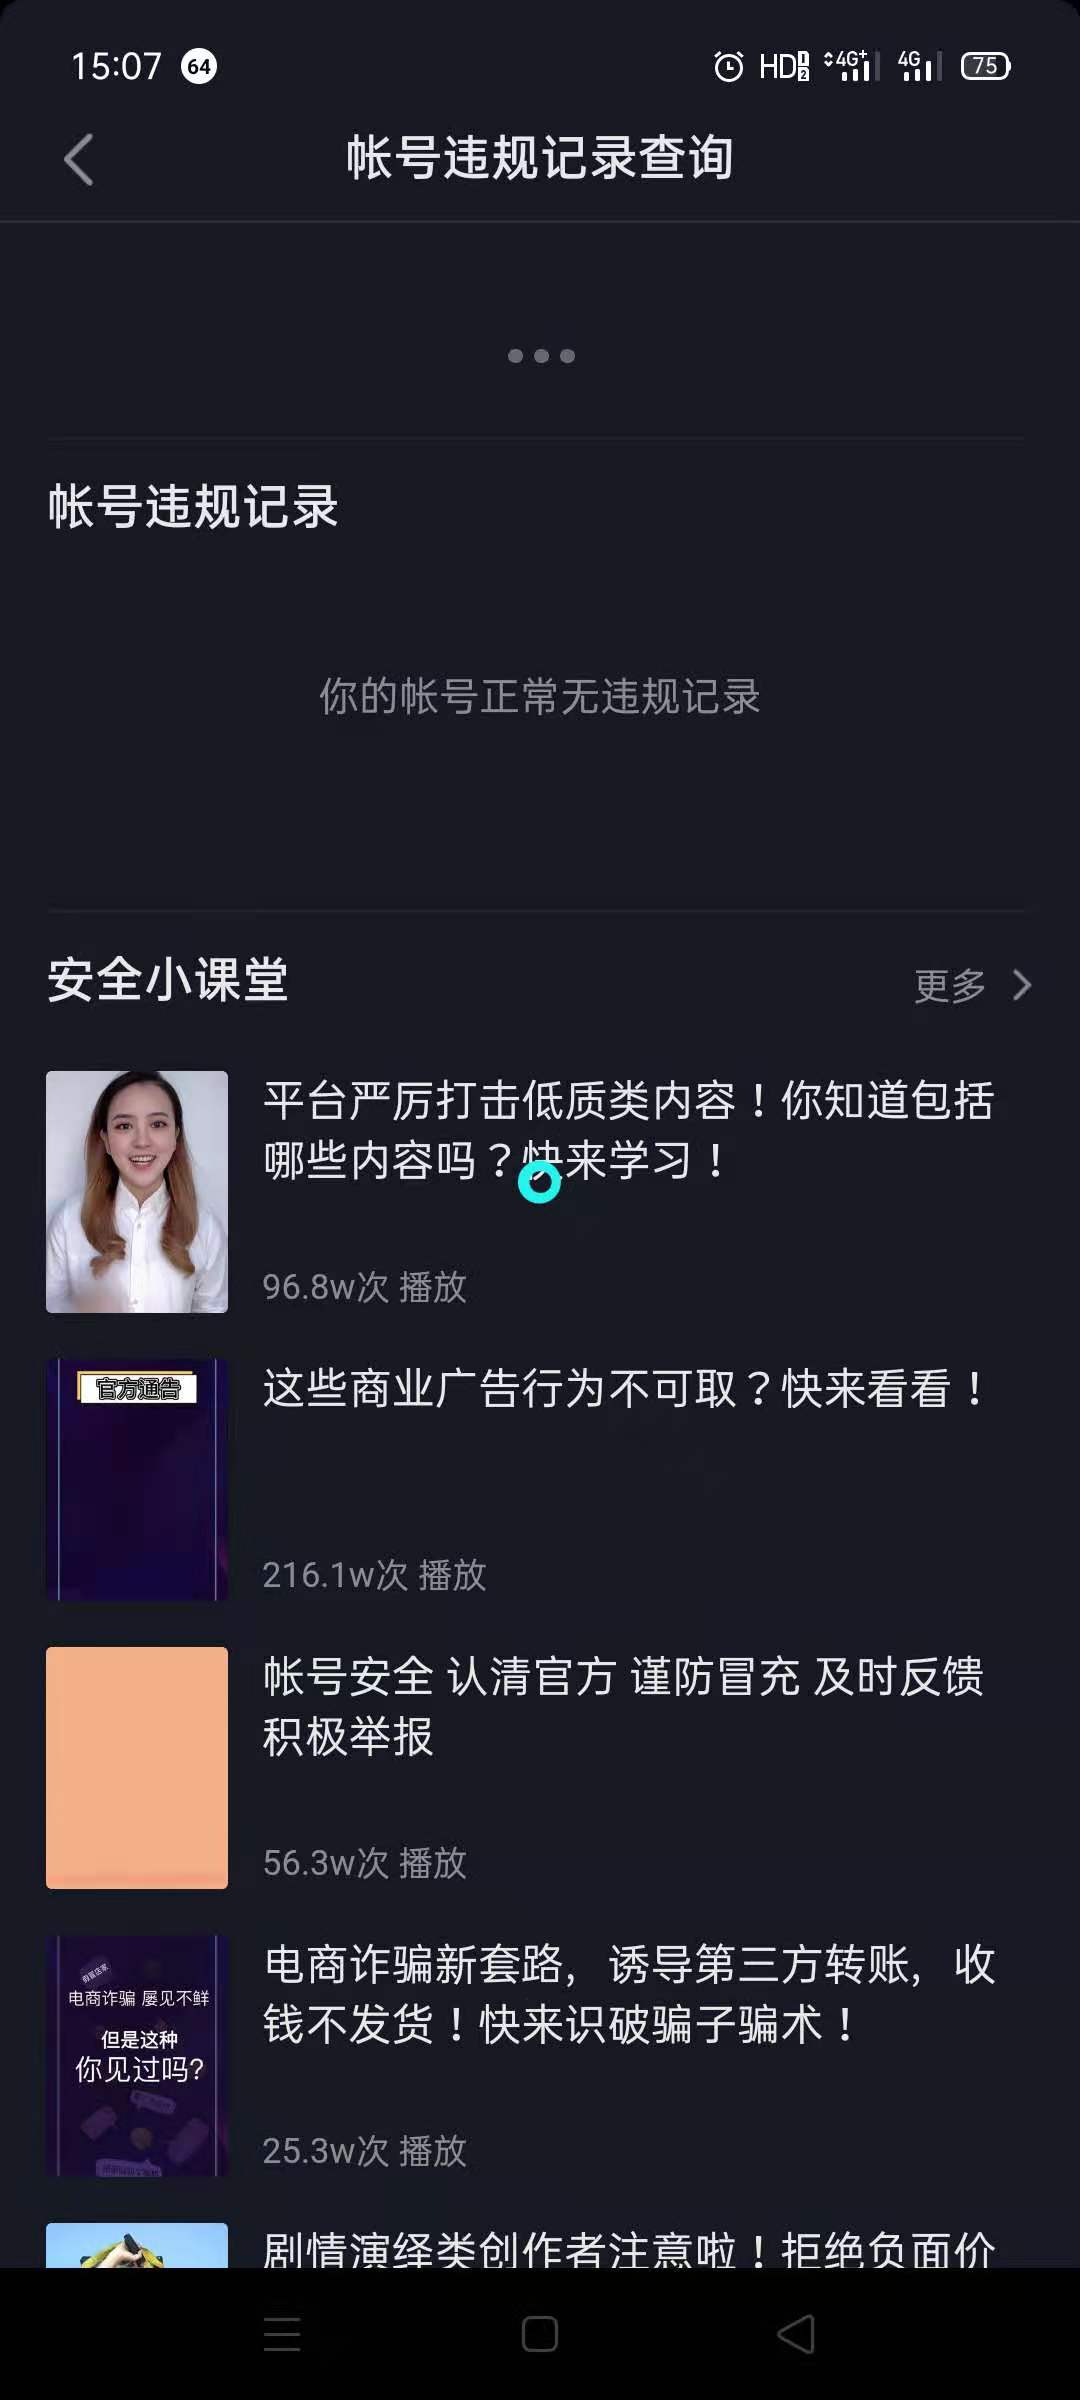 15:07 64 HD 1 2 4G+ 4G 75
帐号违规记录查询
帐号违规记录
你的帐号正常无违规记录
安全小课堂 更多
平台严厉打击低质类内容！你知道包括
哪些内容吗？快来学习！
96.8w次 播放
官方通告
这些商业广告行为不可取？快来看看！
216.1w次 播放
帐号安全 认清官方 谨防冒充 及时反馈
积极举报
56.3w次 播放
电商诈骗 屡见不鲜
但是这种
你见过吗?
电商诈骗新套路，诱导第三方转账，收
钱不发货！快来识破骗子骗术！
25.3w次 播放
剧情演绎类创作者注意啦！拒绝负面价